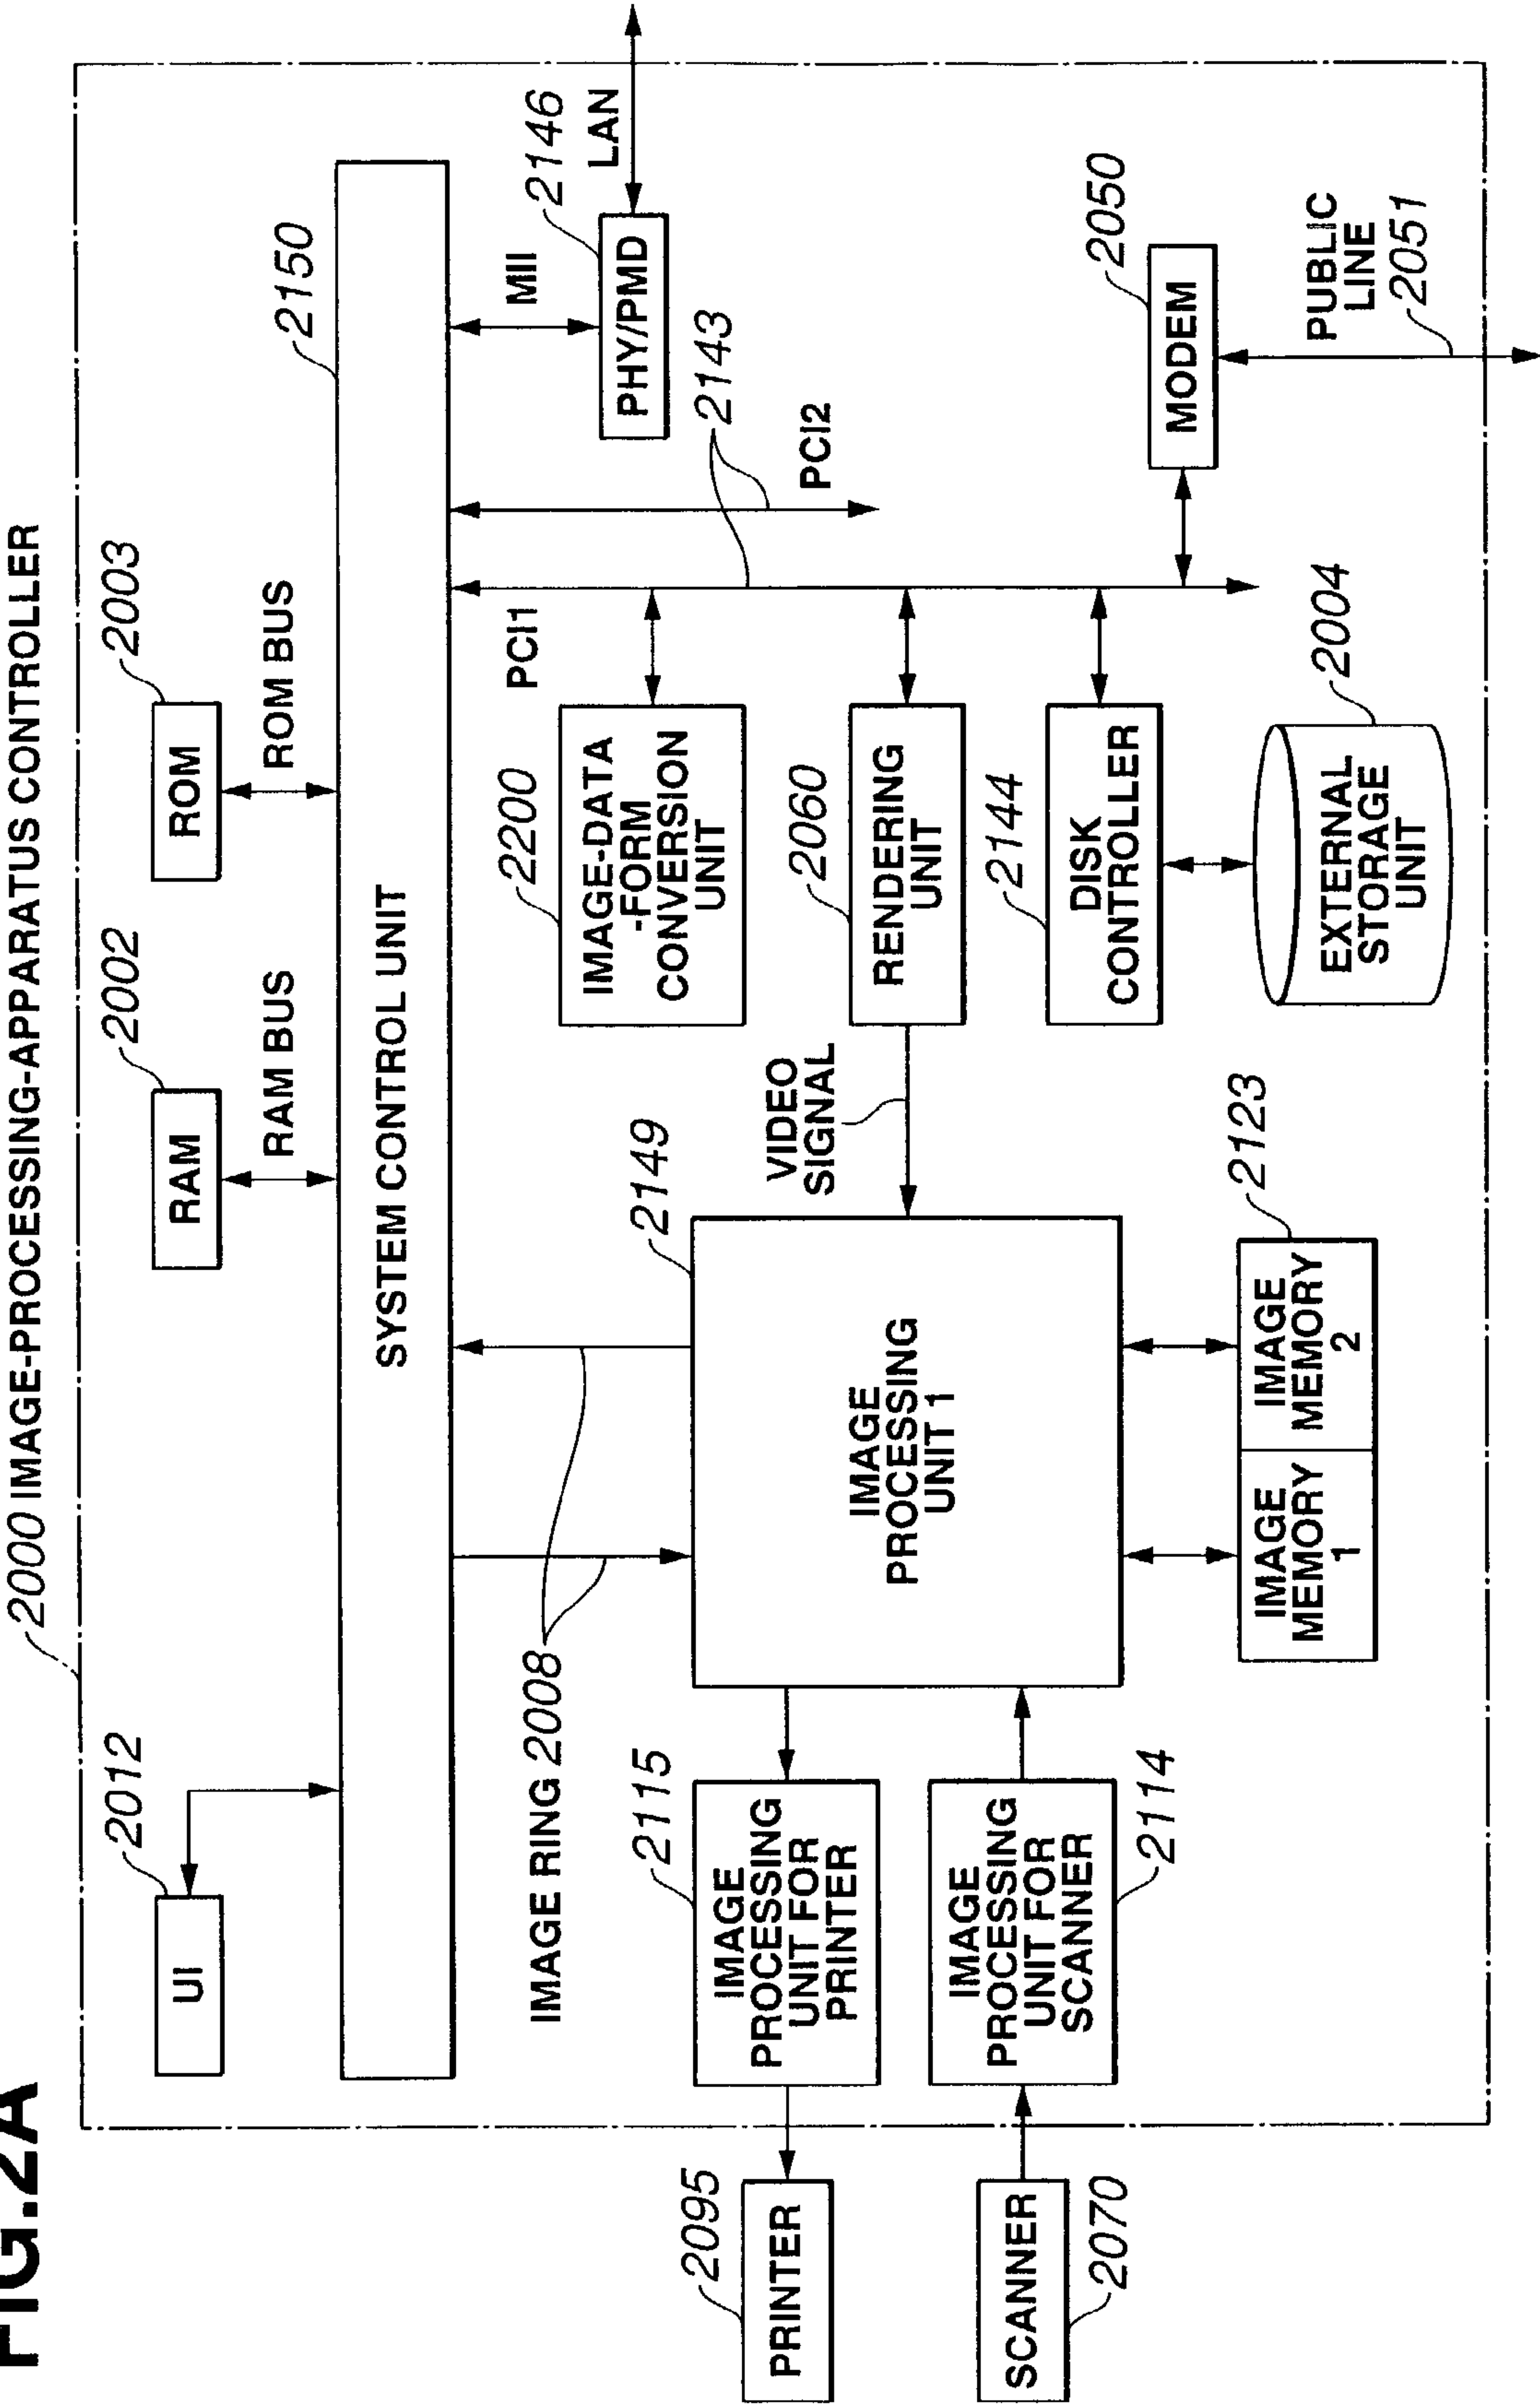 FIG.2A
2000 IMAGE-PROCESSING-APPARATUS CONTROLLER
2012
UI
2002
RAM
RAM BUS
2003
ROM
ROM BUS
2150
SYSTEM CONTROL UNIT
IMAGE RING 2008
PCI1
MII
2146
PHY/PMD
LAN
2143
PCI2
2200
IMAGE-DATA
-FORM
CONVERSION
UNIT
2149
IMAGE
PROCESSING
UNIT 1
VIDEO
SIGNAL
2060
RENDERING
UNIT
2095
PRINTER
2115
IMAGE
PROCESSING
UNIT FOR
PRINTER
SCANNER
2070
IMAGE
PROCESSING
UNIT FOR
SCANNER
2114
2144
DISK
CONTROLLER
2050
MODEM
IMAGE
MEMORY
1
IMAGE
MEMORY
2
2123
EXTERNAL
STORAGE
UNIT
2004
PUBLIC
LINE
2051